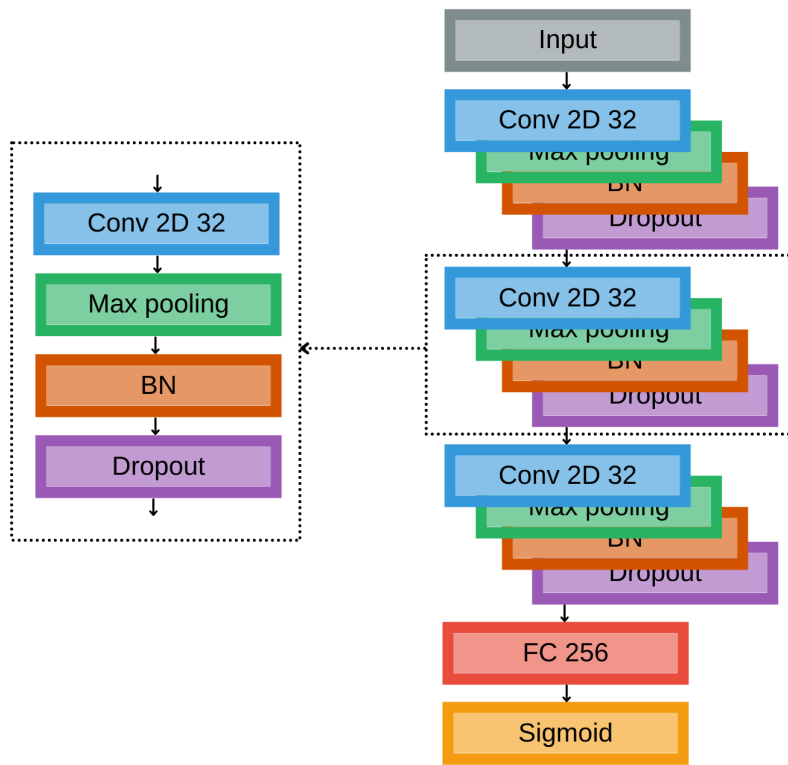 Input
Conv 2D 32
Max pooling
BN
Dropout
Conv 2D 32
Max pooling
BN
Dropout
Conv 2D 32
Max pooling
BN
Dropout
Conv 2D 32
Max pooling
BN
Dropout
FC 256
Sigmoid